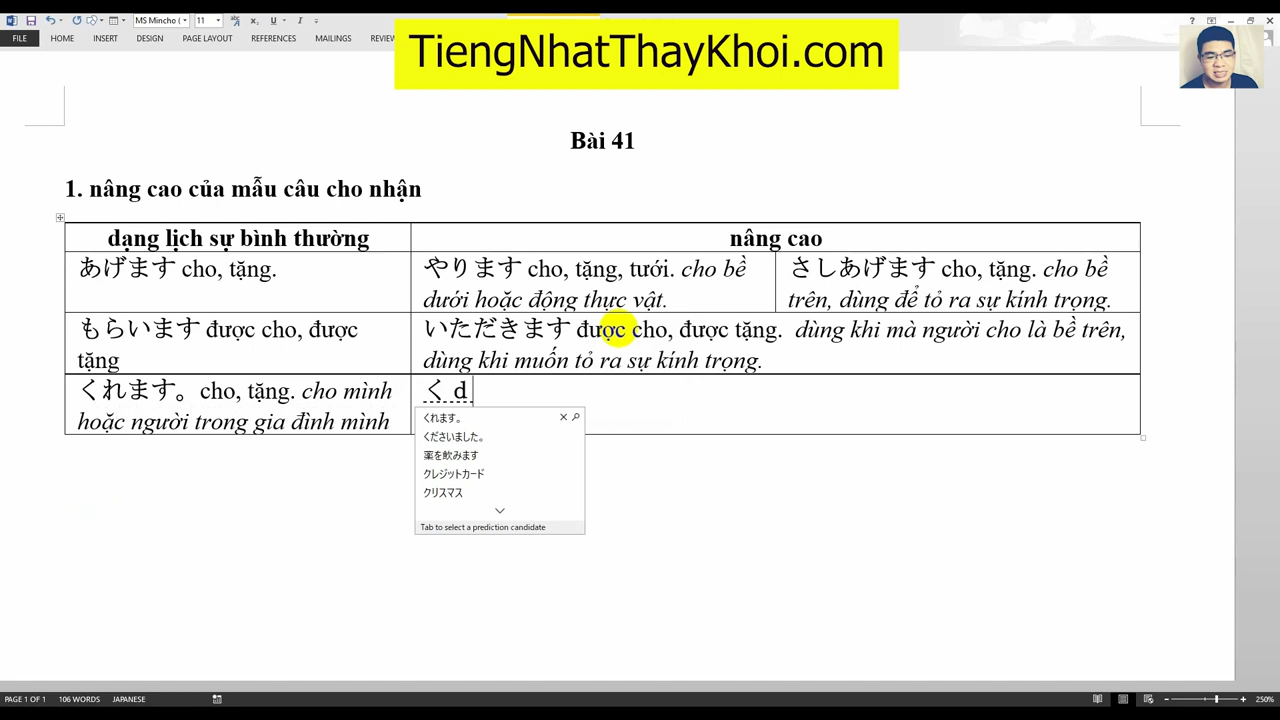 MS Mincho (
11
FILE
HOME
INSERT
DESIGN
PAGE LAYOUT
REFERENCES
MAILINGS
TiengNhatThayKhoi.com
Bài 41
1. nâng cao của mẫu câu cho nhận
dạng lịch sự bình thường
nâng cao
あげます cho, tặng.
やります cho, tặng, tưới. cho bề
dưới hoặc động thực vật.
さしあげます cho, tặng. cho bề
trên, dùng để tỏ ra sự kính trọng.
もらいます được cho, được
tặng
いただきます được cho, được tặng. dùng khi mà người cho là bề trên,
dùng khi muốn tỏ ra sự kính trọng.
くれます。cho, tặng. cho mình
hoặc người trong gia đình mình
くd
くれます。
くださいました。
薬を飲みます
クレジットカード
クリスマス
Tab to select a prediction candidate
PAGE 1 OF 1
106 WORDS
JAPANESE
250%